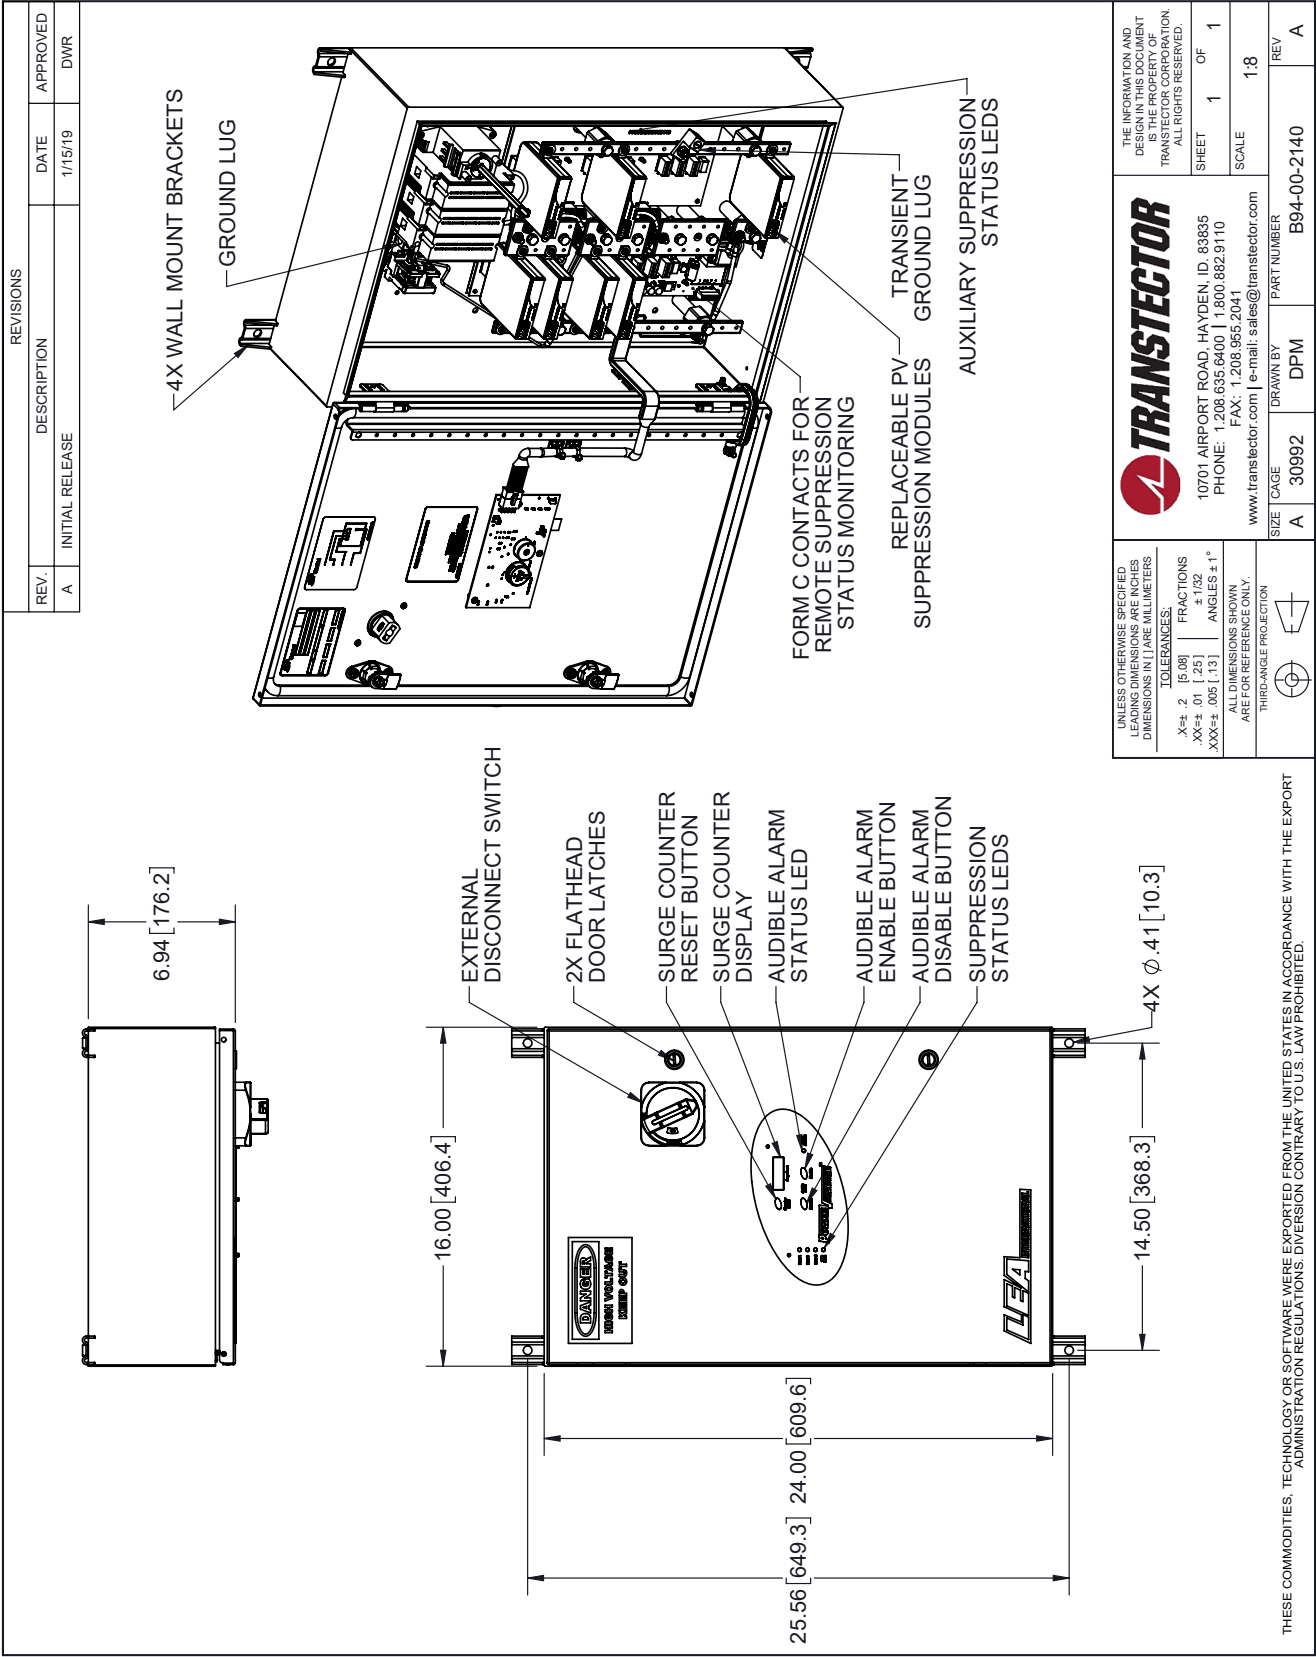 REVISIONS
REV.
DESCRIPTION
DATE
APPROVED
A
INITIAL RELEASE
1/15/19
DWR
6.94 [176.2]
4X WALL MOUNT BRACKETS
GROUND LUG
16.00 [406.4]
EXTERNAL
DISCONNECT SWITCH
2X FLATHEAD
DOOR LATCHES
SURGE COUNTER
RESET BUTTON
SURGE COUNTER
DISPLAY
AUDIBLE ALARM
STATUS LED
AUDIBLE ALARM
ENABLE BUTTON
AUDIBLE ALARM
DISABLE BUTTON
SUPPRESSION
STATUS LEDS
DANGER
HIGH VOLTAGE
KEEP OUT
LEA
INTERNATIONAL
25.56 [649.3]
24.00 [609.6]
14.50 [368.3]
4X Ø.41 [10.3]
FORM C CONTACTS FOR
REMOTE SUPPRESSION
STATUS MONITORING
REPLACEABLE PV
SUPPRESSION MODULES
TRANSIENT
GROUND LUG
AUXILIARY SUPPRESSION
STATUS LEDS
UNLESS OTHERWISE SPECIFIED
LEADING DIMENSIONS ARE INCHES
DIMENSIONS IN [ ] ARE MILLIMETERS
TOLERANCES:
.X=± .2 [5.08]
.XX=± .01 [.25]
.XXX=± .005 [.13]
FRACTIONS
± 1/32
ANGLES ± 1°
ALL DIMENSIONS SHOWN
ARE FOR REFERENCE ONLY.
THIRD-ANGLE PROJECTION
TRANSTECTOR
10701 AIRPORT ROAD, HAYDEN, ID. 83835
PHONE: 1.208.635.6400 | 1.800.882.9110
FAX: 1.208.955.2041
www.transtector.com | e-mail: sales@transtector.com
THE INFORMATION AND
DESIGN IN THIS DOCUMENT
IS THE PROPERTY OF
TRANSTECTOR CORPORATION.
ALL RIGHTS RESERVED.
SHEET 1 OF 1
SCALE 1:8
SIZE A
CAGE 30992
DRAWN BY DPM
PART NUMBER B94-00-2140
REV A
THESE COMMODITIES, TECHNOLOGY OR SOFTWARE WERE EXPORTED FROM THE UNITED STATES IN ACCORDANCE WITH THE EXPORT
ADMINISTRATION REGULATIONS. DIVERSION CONTRARY TO U.S. LAW PROHIBITED.